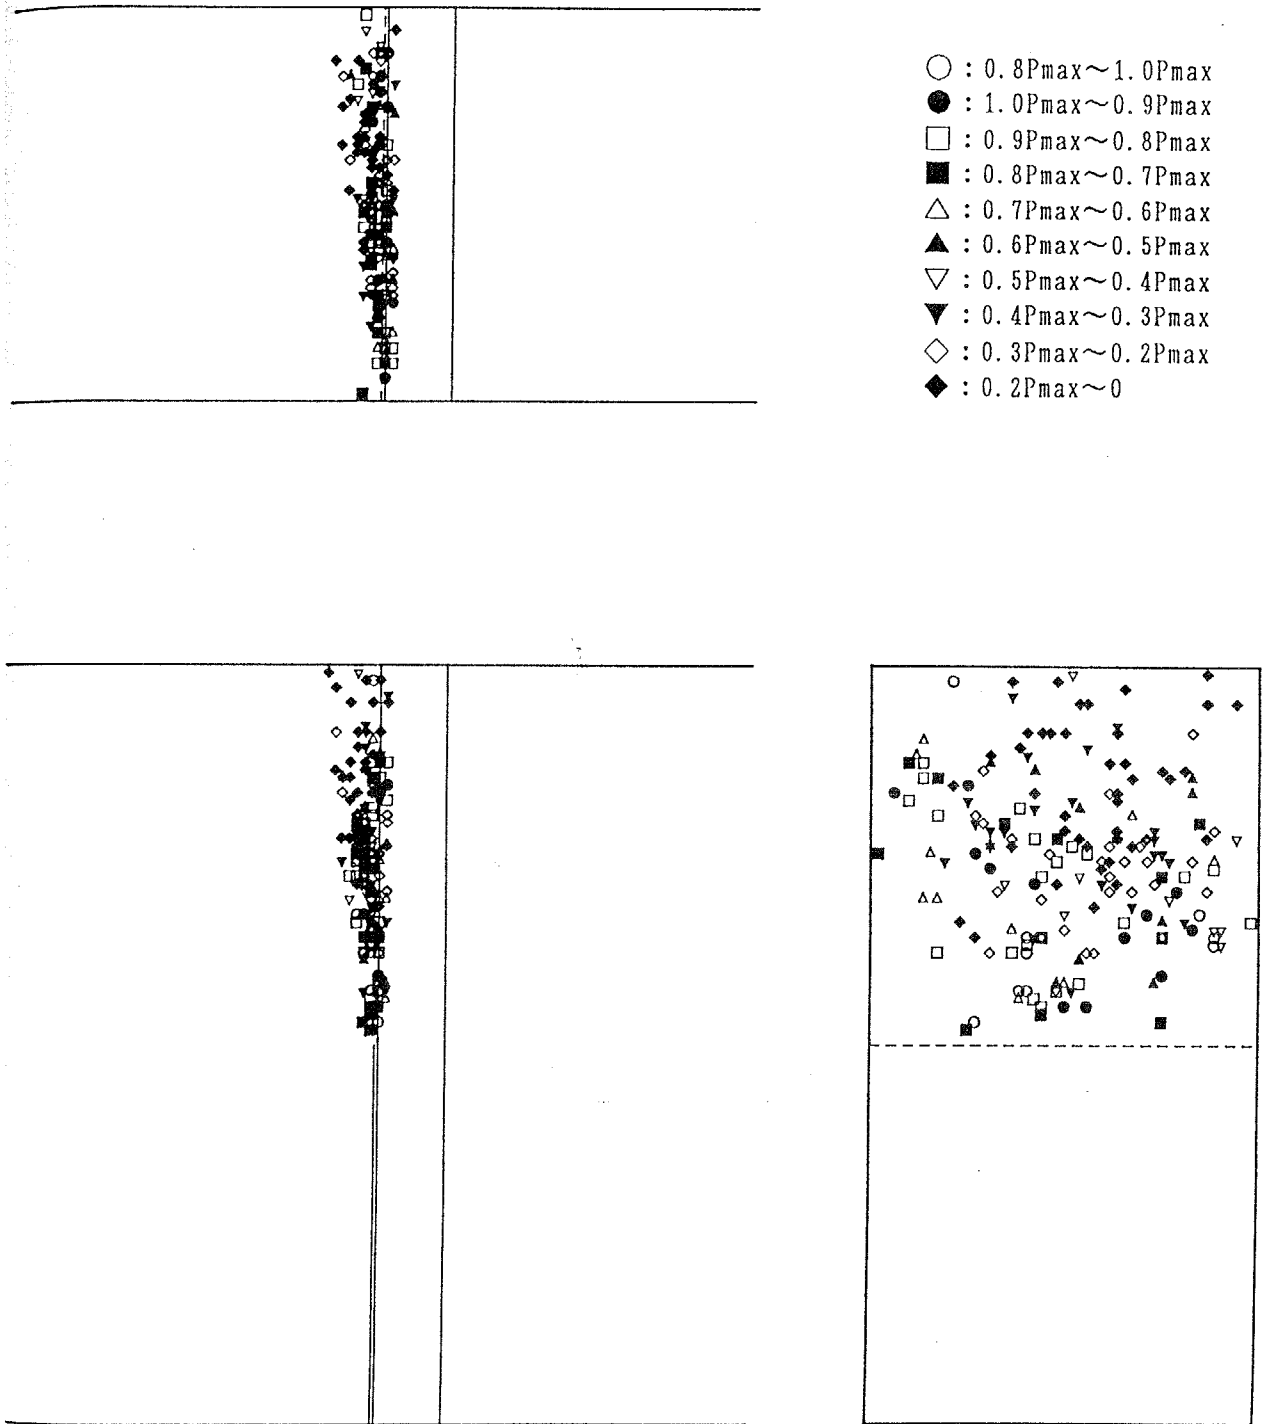 ○ : 0.8Pmax～1.0Pmax
● : 1.0Pmax～0.9Pmax
□ : 0.9Pmax～0.8Pmax
■ : 0.8Pmax～0.7Pmax
△ : 0.7Pmax～0.6Pmax
▲ : 0.6Pmax～0.5Pmax
▽ : 0.5Pmax～0.4Pmax
▼ : 0.4Pmax～0.3Pmax
◇ : 0.3Pmax～0.2Pmax
◆ : 0.2Pmax～0